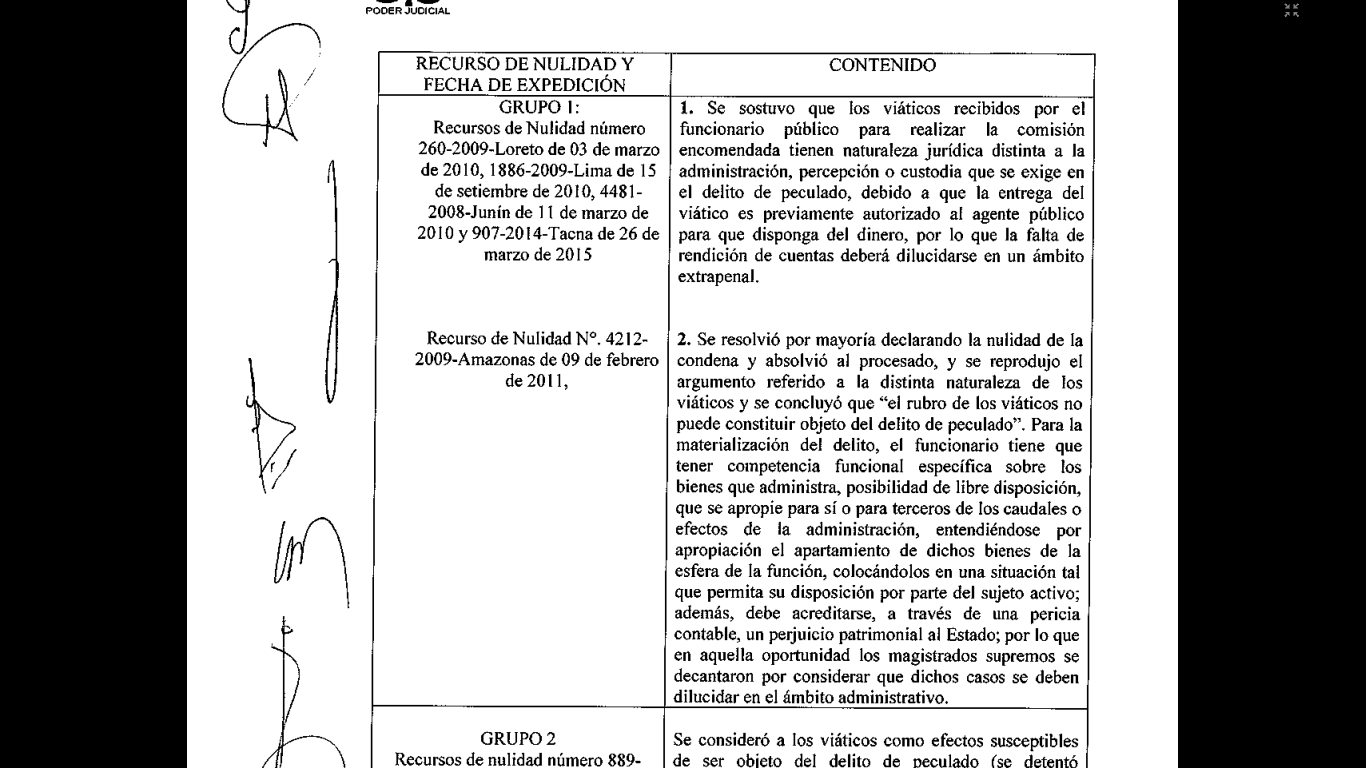 PODER JUDICIAL
RECURSO DE NULIDAD Y
FECHA DE EXPEDICIÓN
CONTENIDO
GRUPO 1:
Recursos de Nulidad número
260-2009-Loreto de 03 de marzo
de 2010, 1886-2009-Lima de 15
de setiembre de 2010, 4481-
2008-Junín de 11 de marzo de
2010 y 907-2014-Tacna de 26 de
marzo de 2015
1. Se sostuvo que los viáticos recibidos por el
funcionario público para realizar la comisión
encomendada tienen naturaleza jurídica distinta a la
administración, percepción o custodia que se exige en
el delito de peculado, debido a que la entrega del
viático es previamente autorizado al agente público
para que disponga del dinero, por lo que la falta de
rendición de cuentas deberá dilucidarse en un ámbito
extrapenal.
Recurso de Nulidad N°. 4212-
2009-Amazonas de 09 de febrero
de 2011,
2. Se resolvió por mayoría declarando la nulidad de la
condena y absolvió al procesado, y se reprodujo el
argumento referido a la distinta naturaleza de los
viáticos y se concluyó que “el rubro de los viáticos no
puede constituir objeto del delito de peculado”. Para la
materialización del delito, el funcionario tiene que
tener competencia funcional específica sobre los
bienes que administra, posibilidad de libre disposición,
que se apropie para sí o para terceros de los caudales o
efectos de la administración, entendiéndose por
apropiación el apartamiento de dichos bienes de la
esfera de la función, colocándolos en una situación tal
que permita su disposición por parte del sujeto activo;
además, debe acreditarse, a través de una pericia
contable, un perjuicio patrimonial al Estado; por lo que
en aquella oportunidad los magistrados supremos se
decantaron por considerar que dichos casos se deben
dilucidar en el ámbito administrativo.
GRUPO 2
Recursos de nulidad número 889-
Se consideró a los viáticos como efectos susceptibles
de ser objeto del delito de peculado (se detentó